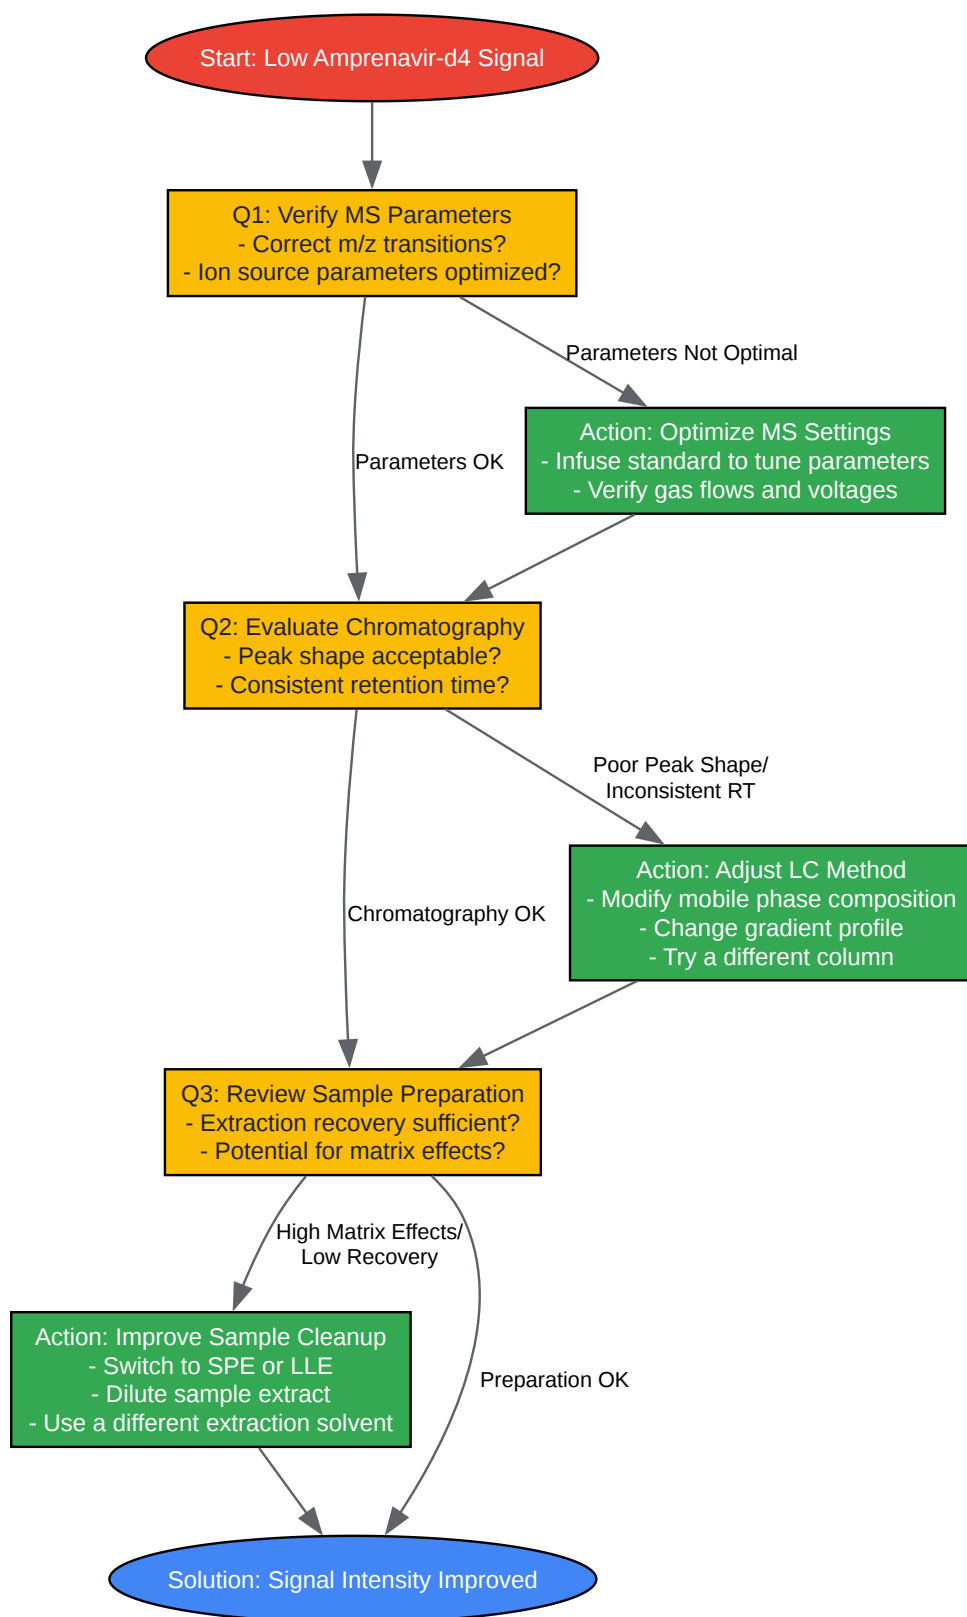 Start: Low Amprenavir-d4 Signal
Q1: Verify MS Parameters
- Correct m/z transitions?
- Ion source parameters optimized?
Parameters Not Optimal
Action: Optimize MS Settings
- Infuse standard to tune parameters
- Verify gas flows and voltages
Parameters OK
Q2: Evaluate Chromatography
- Peak shape acceptable?
- Consistent retention time?
Poor Peak Shape/
Inconsistent RT
Action: Adjust LC Method
- Modify mobile phase composition
- Change gradient profile
- Try a different column
Chromatography OK
Q3: Review Sample Preparation
- Extraction recovery sufficient?
- Potential for matrix effects?
High Matrix Effects/
Low Recovery
Action: Improve Sample Cleanup
- Switch to SPE or LLE
- Dilute sample extract
- Use a different extraction solvent
Preparation OK
Solution: Signal Intensity Improved